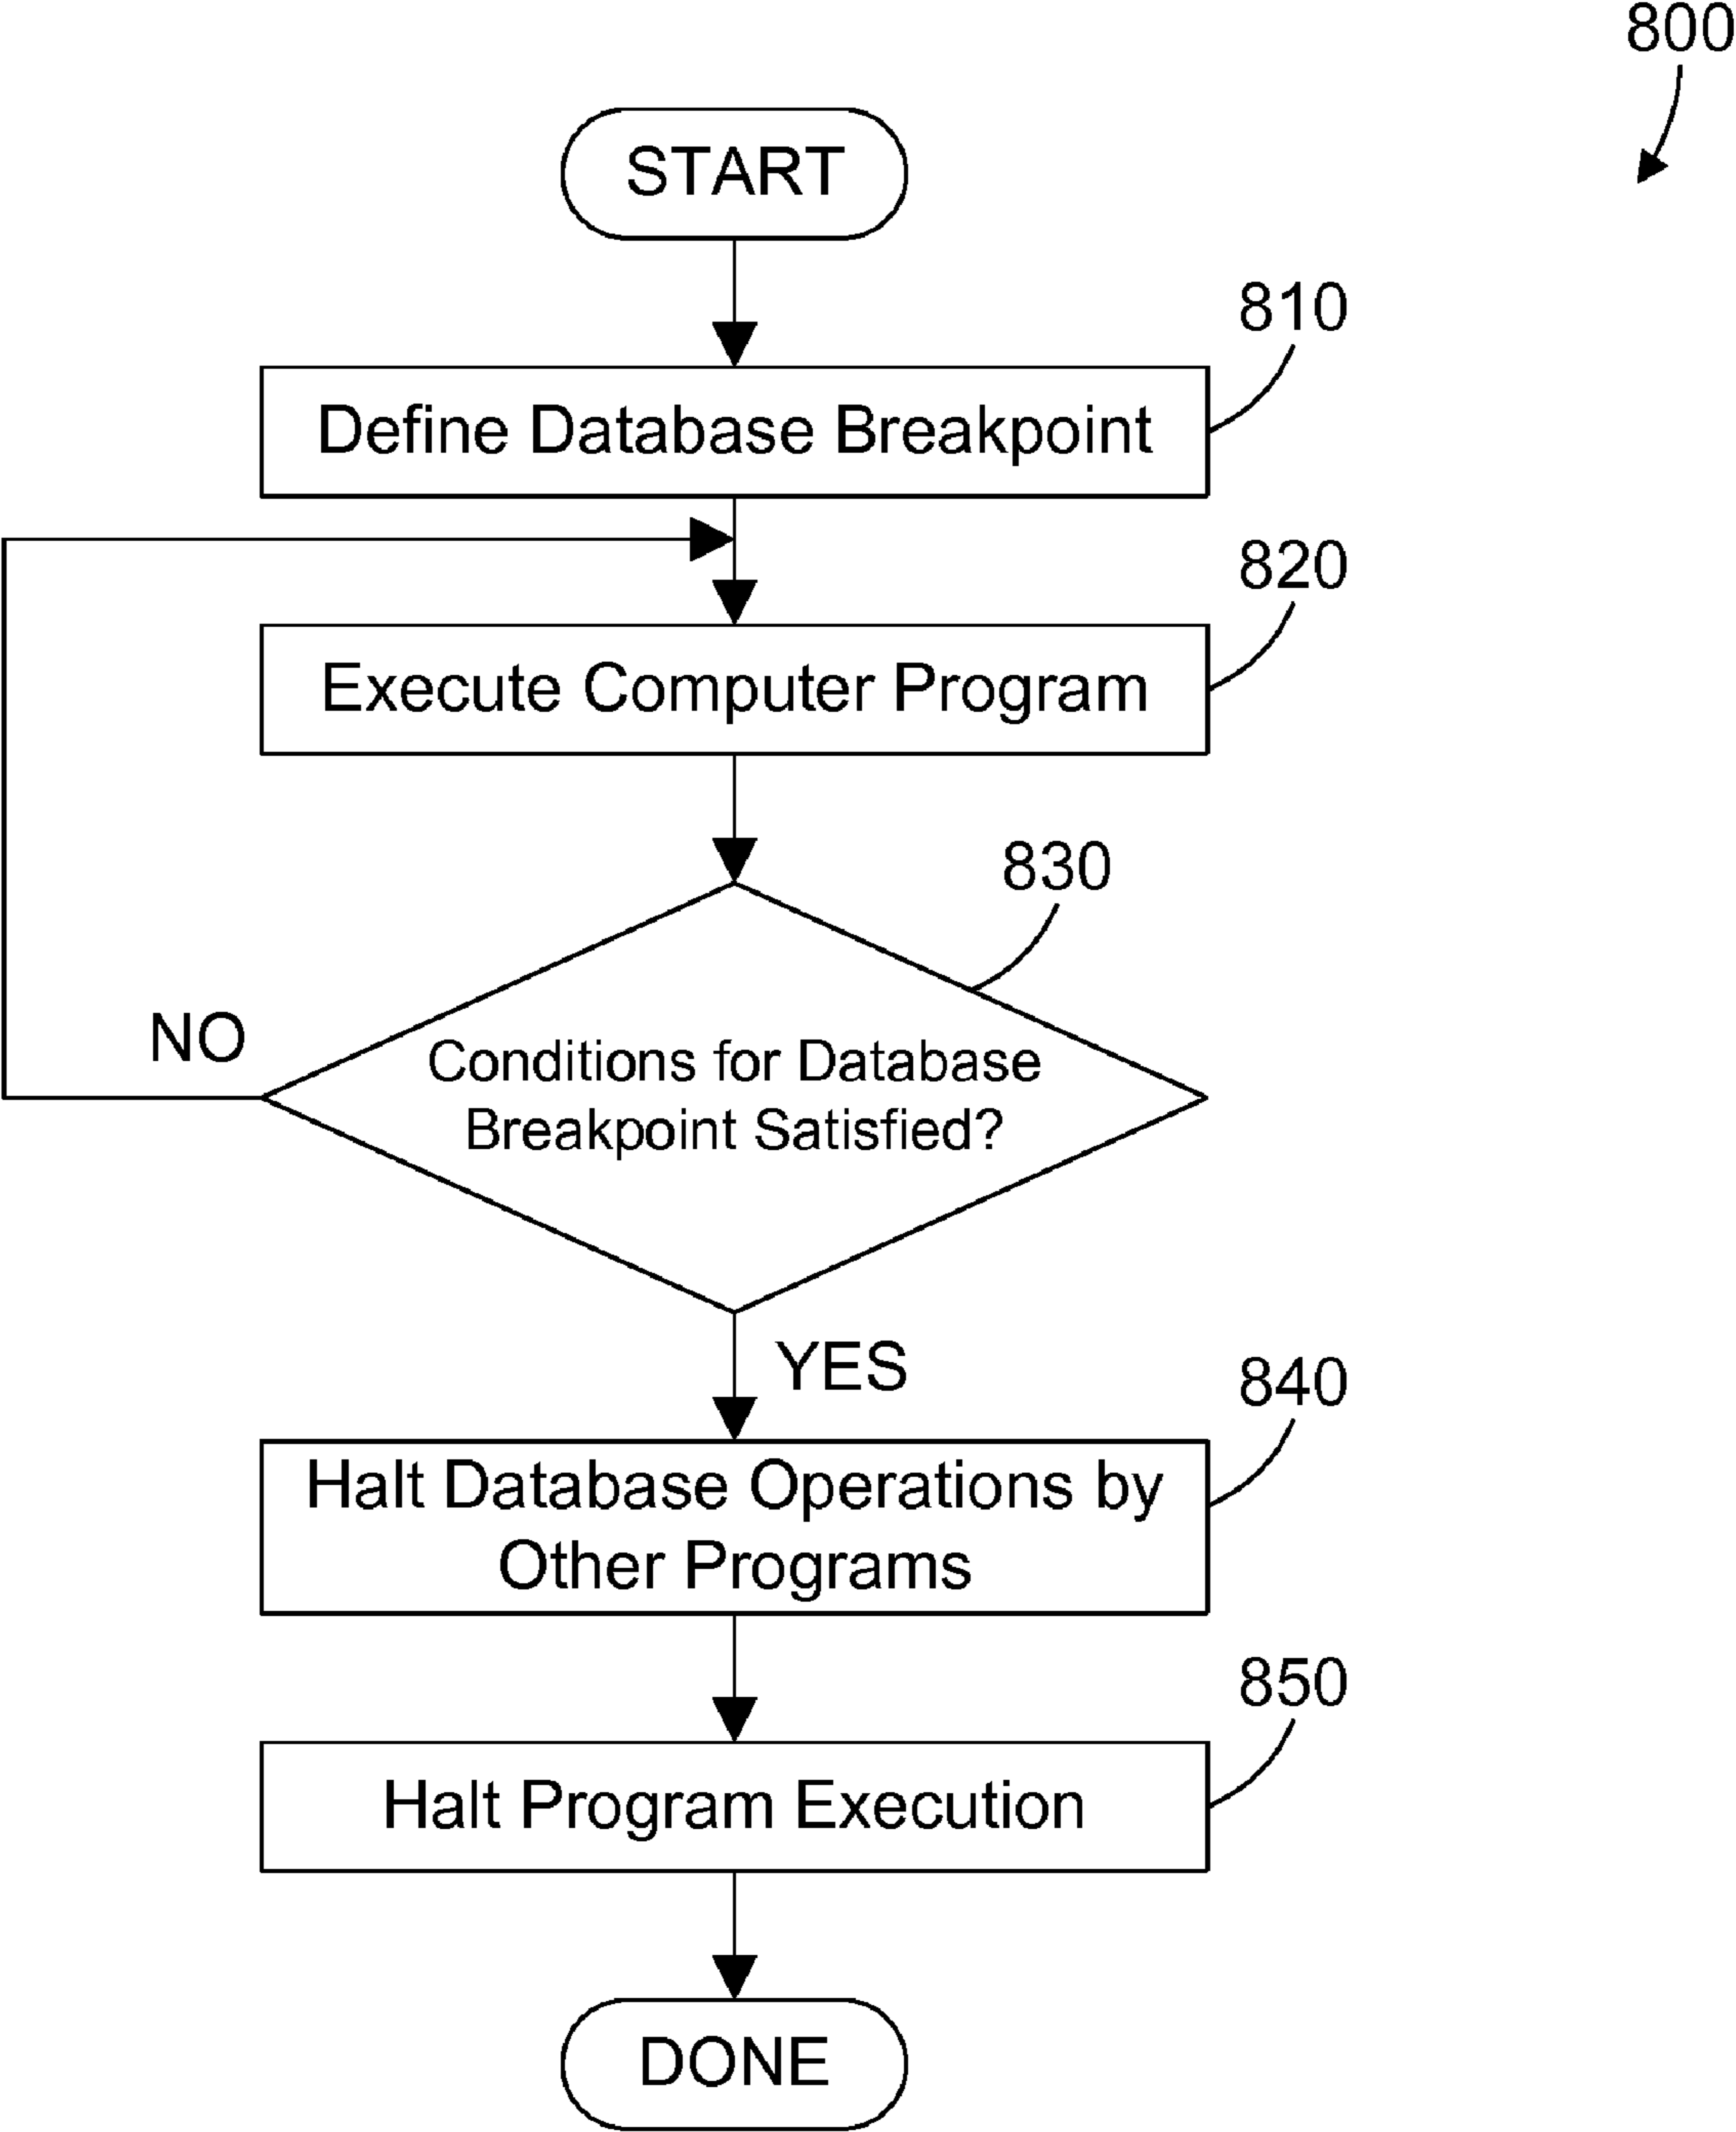 800
START
810
Define Database Breakpoint
820
Execute Computer Program
830
NO
Conditions for Database
Breakpoint Satisfied?
YES
840
Halt Database Operations by
Other Programs
850
Halt Program Execution
DONE